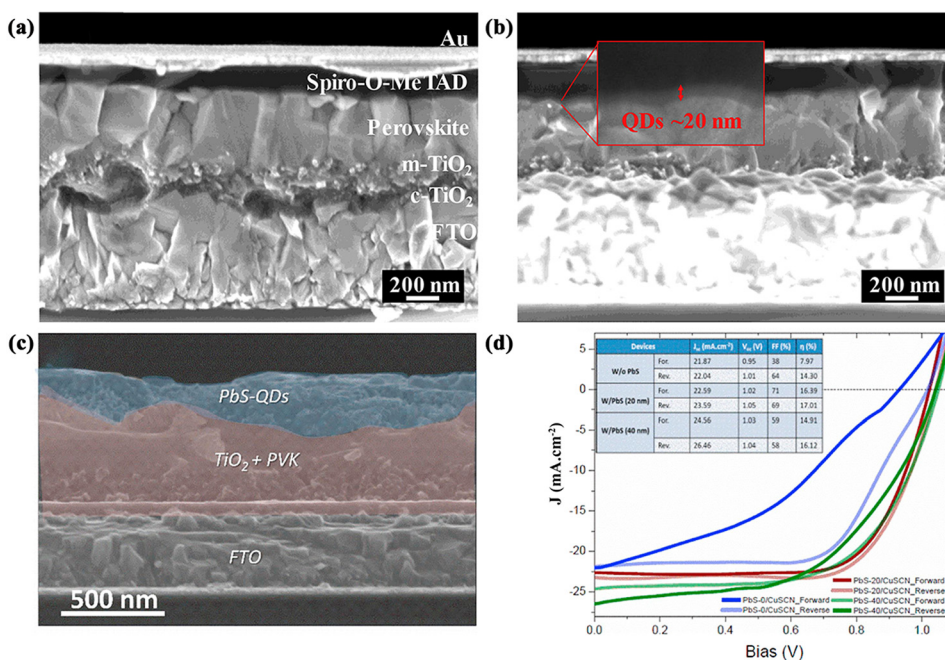 (a)
Au
Spiro-O-MeTAD
Perovskite
m-TiO₂
c-TiO₂
FTO
200 nm
(b)
QDs ~20 nm
200 nm
(c)
PbS-QDs
TiO₂ + PVK
FTO
500 nm
(d)
Devices J (mA.cm⁻²) V (V) FF (%) η (%)
W/o PbS For. 21.87 0.95 38 7.97
Rev. 22.04 1.01 64 14.30
W/PbS (20 nm) For. 22.59 1.02 71 16.39
Rev. 23.59 1.05 69 17.01
W/PbS (40 nm) For. 24.56 1.03 59 14.91
Rev. 26.46 1.04 58 16.12
J (mA.cm⁻²)
5
0
-5
-10
-15
-20
-25
PbS-0/CuSCN_Forward
PbS-0/CuSCN_Reverse
PbS-20/CuSCN_Forward
PbS-20/CuSCN_Reverse
PbS-40/CuSCN_Forward
PbS-40/CuSCN_Reverse
0.0 0.2 0.4 0.6 0.8 1.0
Bias (V)